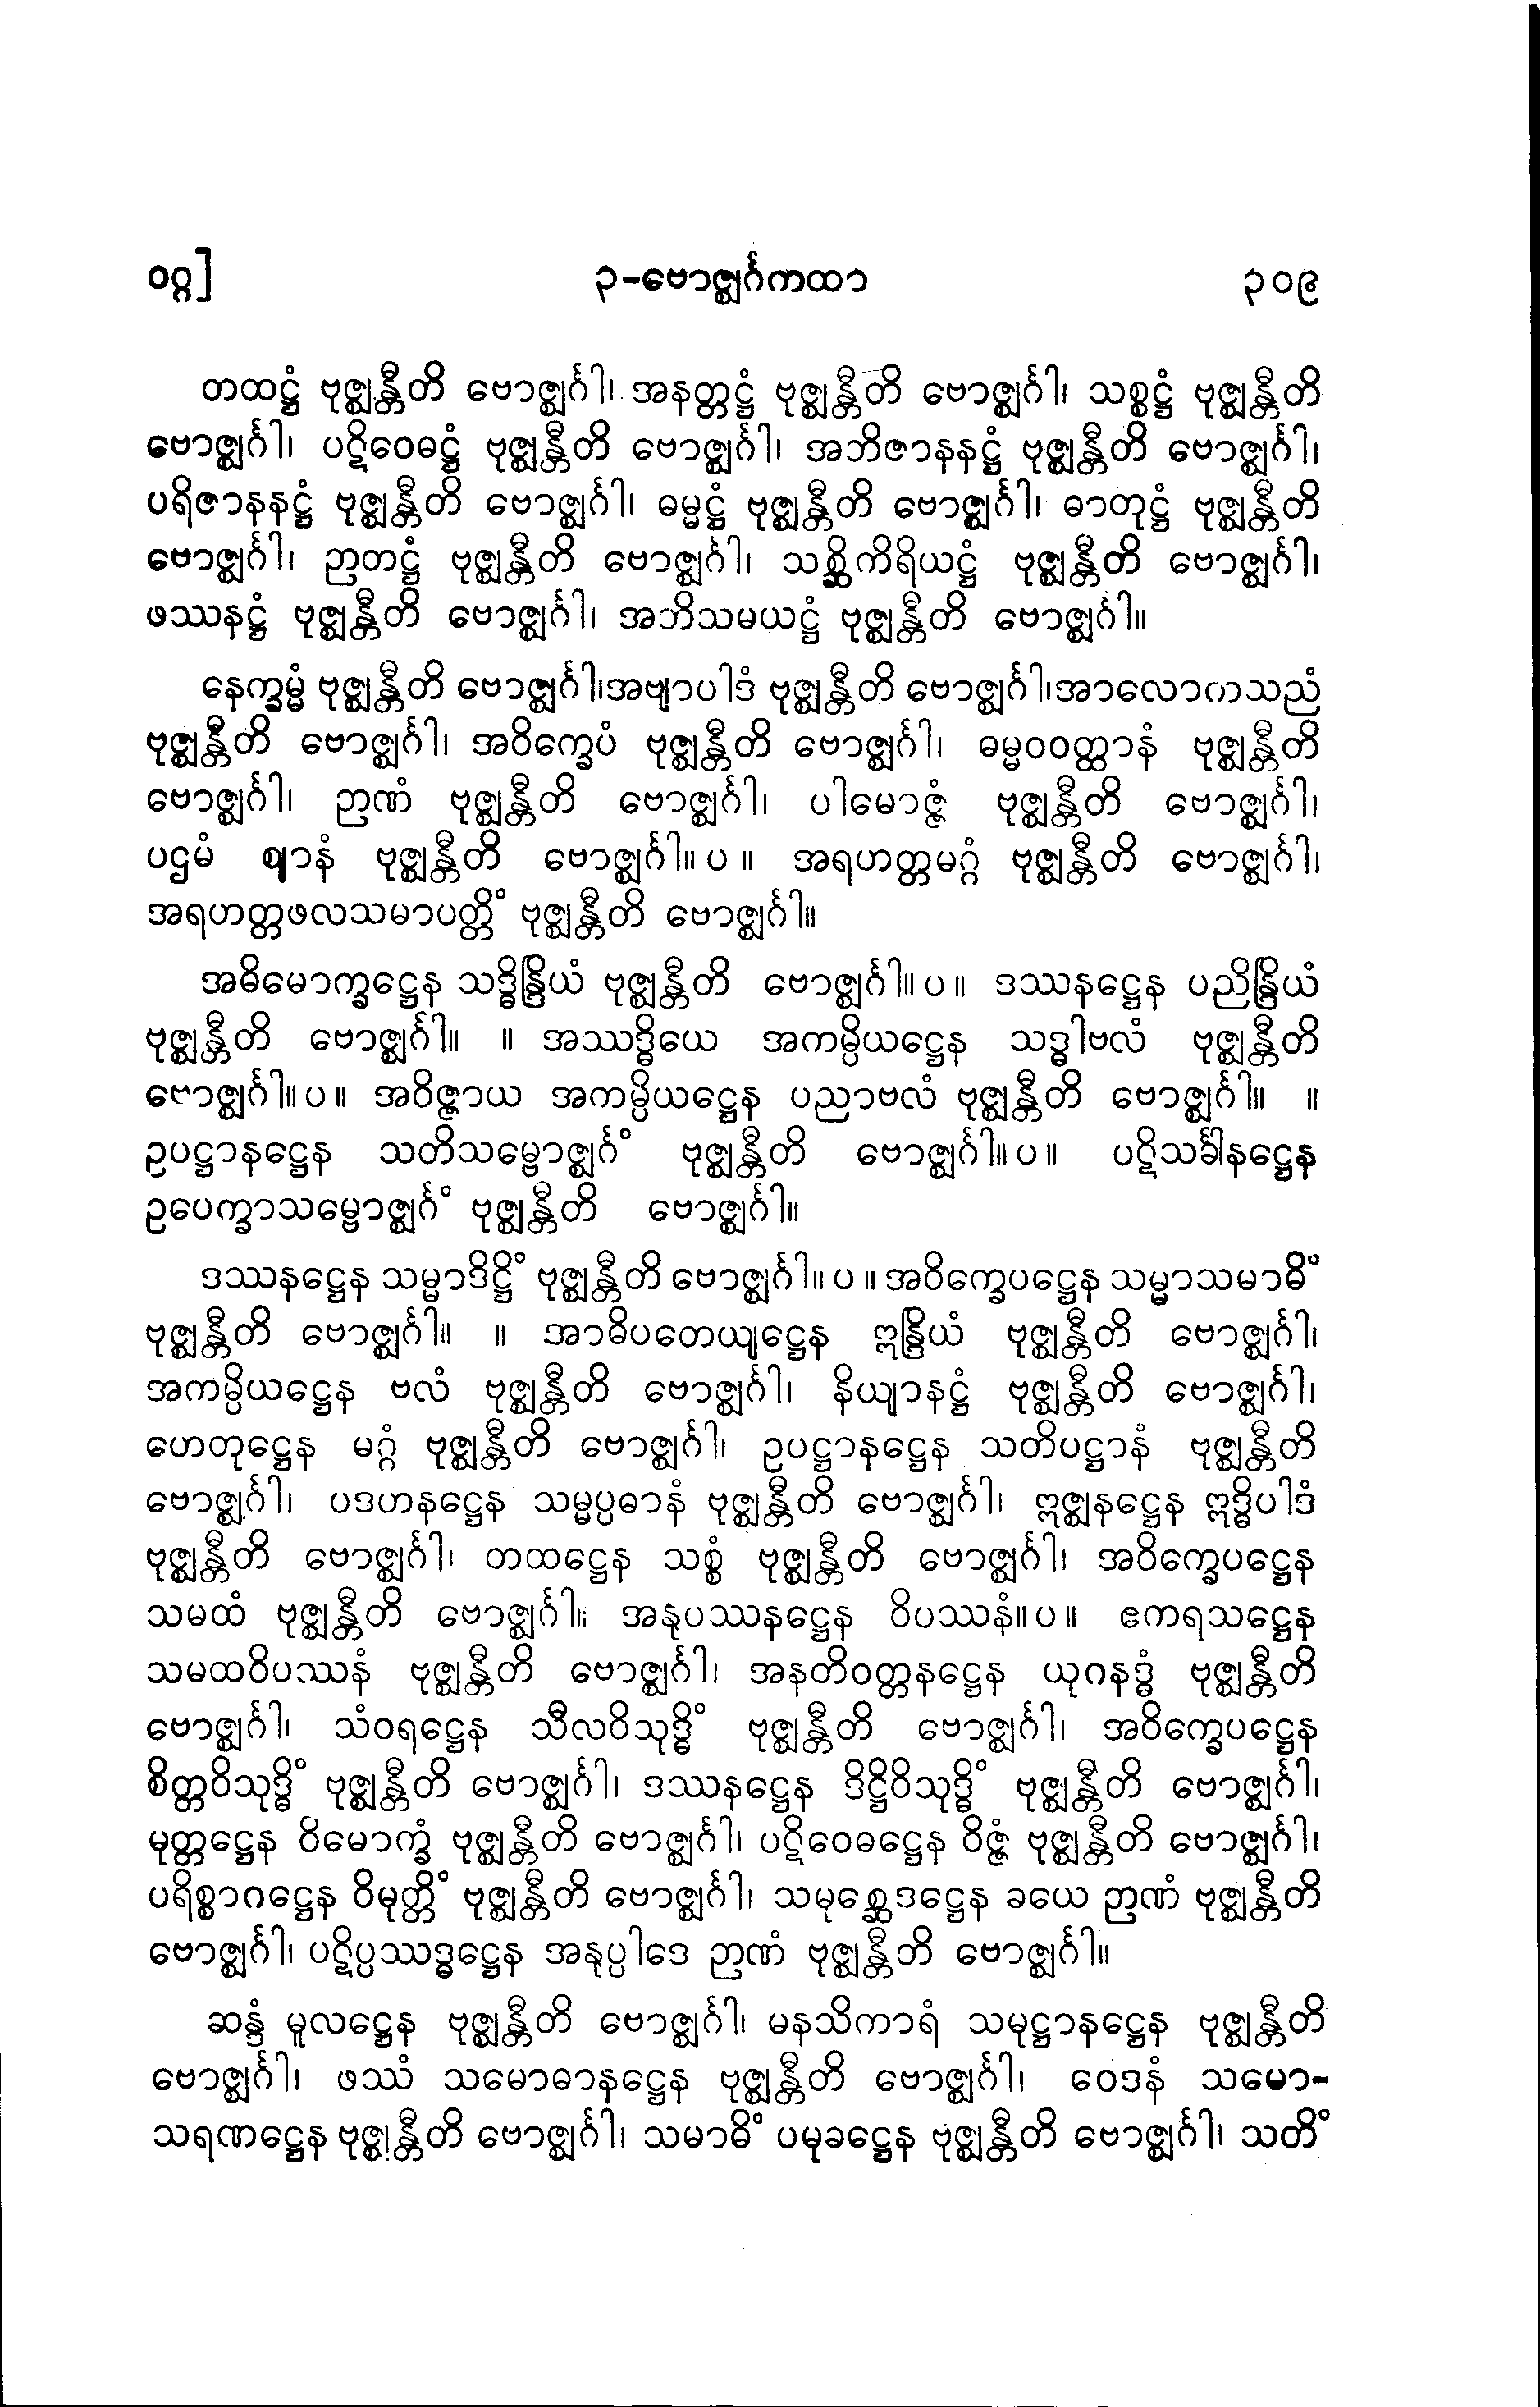 ဝဂ္ဂ] ၃-ဗောဇ္ဈင်္ဂကထာ ၃၀၉
တထဋ္ဌံ ဗုဇ္ဈန္တီတိ ဗောဇ္ဈင်္ဂါ၊ အနတ္တဋ္ဌံ ဗုဇ္ဈန္တီတိ ဗောဇ္ဈင်္ဂါ၊ သစ္စဋ္ဌံ ဗုဇ္ဈန္တီတိ
ဗောဇ္ဈင်္ဂါ၊ ပဋိဝေဓဋ္ဌံ ဗုဇ္ဈန္တီတိ ဗောဇ္ဈင်္ဂါ၊ အဘိဇာနနဋ္ဌံ ဗုဇ္ဈန္တီတိ ဗောဇ္ဈင်္ဂါ၊
ပရိဇာနနဋ္ဌံ ဗုဇ္ဈန္တီတိ ဗောဇ္ဈင်္ဂါ၊ ဓမ္မဋ္ဌံ ဗုဇ္ဈန္တီတိ ဗောဇ္ဈင်္ဂါ၊ ဓာတုဋ္ဌံ ဗုဇ္ဈန္တီတိ
ဗောဇ္ဈင်္ဂါ၊ ဉာတဋ္ဌံ ဗုဇ္ဈန္တီတိ ဗောဇ္ဈင်္ဂါ၊ သစ္ဆိကိရိယဋ္ဌံ ဗုဇ္ဈန္တီတိ ဗောဇ္ဈင်္ဂါ၊
ဖဿနဋ္ဌံ ဗုဇ္ဈန္တီတိ ဗောဇ္ဈင်္ဂါ၊ အဘိသမယဋ္ဌံ ဗုဇ္ဈန္တီတိ ဗောဇ္ဈင်္ဂါ။
နေက္ခမ္မံ ဗုဇ္ဈန္တီတိ ဗောဇ္ဈင်္ဂါ၊အဗျာပါဒံ ဗုဇ္ဈန္တီတိ ဗောဇ္ဈင်္ဂါ၊အာလောကသညံ
ဗုဇ္ဈန္တီတိ ဗောဇ္ဈင်္ဂါ၊ အဝိက္ခေပံ ဗုဇ္ဈန္တီတိ ဗောဇ္ဈင်္ဂါ၊ ဓမ္မဝဝတ္ထာနံ ဗုဇ္ဈန္တီတိ
ဗောဇ္ဈင်္ဂါ၊ ဉာဏံ ဗုဇ္ဈန္တီတိ ဗောဇ္ဈင်္ဂါ၊ ပါမောဇ္ဇံ ဗုဇ္ဈန္တီတိ ဗောဇ္ဈင်္ဂါ၊
ပဌမံ ဈာနံ ဗုဇ္ဈန္တီတိ ဗောဇ္ဈင်္ဂါ။ ပ ။ အရဟတ္တမဂ္ဂံ ဗုဇ္ဈန္တီတိ ဗောဇ္ဈင်္ဂါ၊
အရဟတ္တဖလသမာပတ္တိံ ဗုဇ္ဈန္တီတိ ဗောဇ္ဈင်္ဂါ။
အဓိမောက္ခဋ္ဌေန သဒ္ဓိန္ဒြိယံ ဗုဇ္ဈန္တီတိ ဗောဇ္ဈင်္ဂါ။ ပ ။ ဒဿနဋ္ဌေန ပညိန္ဒြိယံ
ဗုဇ္ဈန္တီတိ ဗောဇ္ဈင်္ဂါ။ ။ အဿဒ္ဓိယေ အကမ္ပိယဋ္ဌေန သဒ္ဓါဗလံ ဗုဇ္ဈန္တီတိ
ဗောဇ္ဈင်္ဂါ။ ပ ။ အဝိဇ္ဇာယ အကမ္ပိယဋ္ဌေန ပညာဗလံ ဗုဇ္ဈန္တီတိ ဗောဇ္ဈင်္ဂါ။ ။
ဥပဋ္ဌာနဋ္ဌေန သတိသမ္ဗောဇ္ဈင်္ဂံ ဗုဇ္ဈန္တီတိ ဗောဇ္ဈင်္ဂါ။ ပ ။ ပဋိသင်္ခါနဋ္ဌေန
ဥပေက္ခာသမ္ဗောဇ္ဈင်္ဂံ ဗုဇ္ဈန္တီတိ ဗောဇ္ဈင်္ဂါ။
ဒဿနဋ္ဌေန သမ္မာဒိဋ္ဌိံ ဗုဇ္ဈန္တီတိ ဗောဇ္ဈင်္ဂါ။ ပ ။ အဝိက္ခေပဋ္ဌေန သမ္မာသမာဓိံ
ဗုဇ္ဈန္တီတိ ဗောဇ္ဈင်္ဂါ။ ။ အာဓိပတေယျဋ္ဌေန ဣန္ဒြိယံ ဗုဇ္ဈန္တီတိ ဗောဇ္ဈင်္ဂါ၊
အကမ္ပိယဋ္ဌေန ဗလံ ဗုဇ္ဈန္တီတိ ဗောဇ္ဈင်္ဂါ၊ နိယျာနဋ္ဌံ ဗုဇ္ဈန္တီတိ ဗောဇ္ဈင်္ဂါ၊
ဟေတုဋ္ဌေန မဂ္ဂံ ဗုဇ္ဈန္တီတိ ဗောဇ္ဈင်္ဂါ၊ ဥပဋ္ဌာနဋ္ဌေန သတိပဋ္ဌာနံ ဗုဇ္ဈန္တီတိ
ဗောဇ္ဈင်္ဂါ၊ ပဒဟနဋ္ဌေန သမ္မပ္ပဓာနံ ဗုဇ္ဈန္တီတိ ဗောဇ္ဈင်္ဂါ၊ ဣဇ္ဈနဋ္ဌေန ဣဒ္ဓိပါဒံ
ဗုဇ္ဈန္တီတိ ဗောဇ္ဈင်္ဂါ၊ တထဋ္ဌေန သစ္စံ ဗုဇ္ဈန္တီတိ ဗောဇ္ဈင်္ဂါ၊ အဝိက္ခေပဋ္ဌေန
သမထံ ဗုဇ္ဈန္တီတိ ဗောဇ္ဈင်္ဂါ။ အနုပဿနဋ္ဌေန ဝိပဿနံ။ ပ ။ ဧကရသဋ္ဌေန
သမထဝိပဿနံ ဗုဇ္ဈန္တီတိ ဗောဇ္ဈင်္ဂါ၊ အနတိဝတ္တနဋ္ဌေန ယုဂနဒ္ဓံ ဗုဇ္ဈန္တီတိ
ဗောဇ္ဈင်္ဂါ၊ သံဝရဋ္ဌေန သီလဝိသုဒ္ဓိံ ဗုဇ္ဈန္တီတိ ဗောဇ္ဈင်္ဂါ၊ အဝိက္ခေပဋ္ဌေန
စိတ္တဝိသုဒ္ဓိံ ဗုဇ္ဈန္တီတိ ဗောဇ္ဈင်္ဂါ၊ ဒဿနဋ္ဌေန ဒိဋ္ဌိဝိသုဒ္ဓိံ ဗုဇ္ဈန္တီတိ ဗောဇ္ဈင်္ဂါ၊
မုတ္တဋ္ဌေန ဝိမောက္ခံ ဗုဇ္ဈန္တီတိ ဗောဇ္ဈင်္ဂါ၊ ပဋိဝေဓဋ္ဌေန ဝိဇ္ဇံ ဗုဇ္ဈန္တီတိ ဗောဇ္ဈင်္ဂါ၊
ပရိစ္စာဂဋ္ဌေန ဝိမုတ္တိံ ဗုဇ္ဈန္တီတိ ဗောဇ္ဈင်္ဂါ၊ သမုစ္ဆေဒဋ္ဌေန ခယေ ဉာဏံ ဗုဇ္ဈန္တီတိ
ဗောဇ္ဈင်္ဂါ၊ ပဋိပ္ပဿဒ္ဓဋ္ဌေန အနုပ္ပါဒေ ဉာဏံ ဗုဇ္ဈန္တီတိ ဗောဇ္ဈင်္ဂါ။
ဆန္ဒံ မူလဋ္ဌေန ဗုဇ္ဈန္တီတိ ဗောဇ္ဈင်္ဂါ၊ မနသိကာရံ သမုဋ္ဌာနဋ္ဌေန ဗုဇ္ဈန္တီတိ
ဗောဇ္ဈင်္ဂါ၊ ဖဿံ သမောဓာနဋ္ဌေန ဗုဇ္ဈန္တီတိ ဗောဇ္ဈင်္ဂါ၊ ဝေဒနံ သမော-
သရဏဋ္ဌေန ဗုဇ္ဈန္တီတိ ဗောဇ္ဈင်္ဂါ၊ သမာဓိံ ပမုခဋ္ဌေန ဗုဇ္ဈန္တီတိ ဗောဇ္ဈင်္ဂါ၊ သတိံ